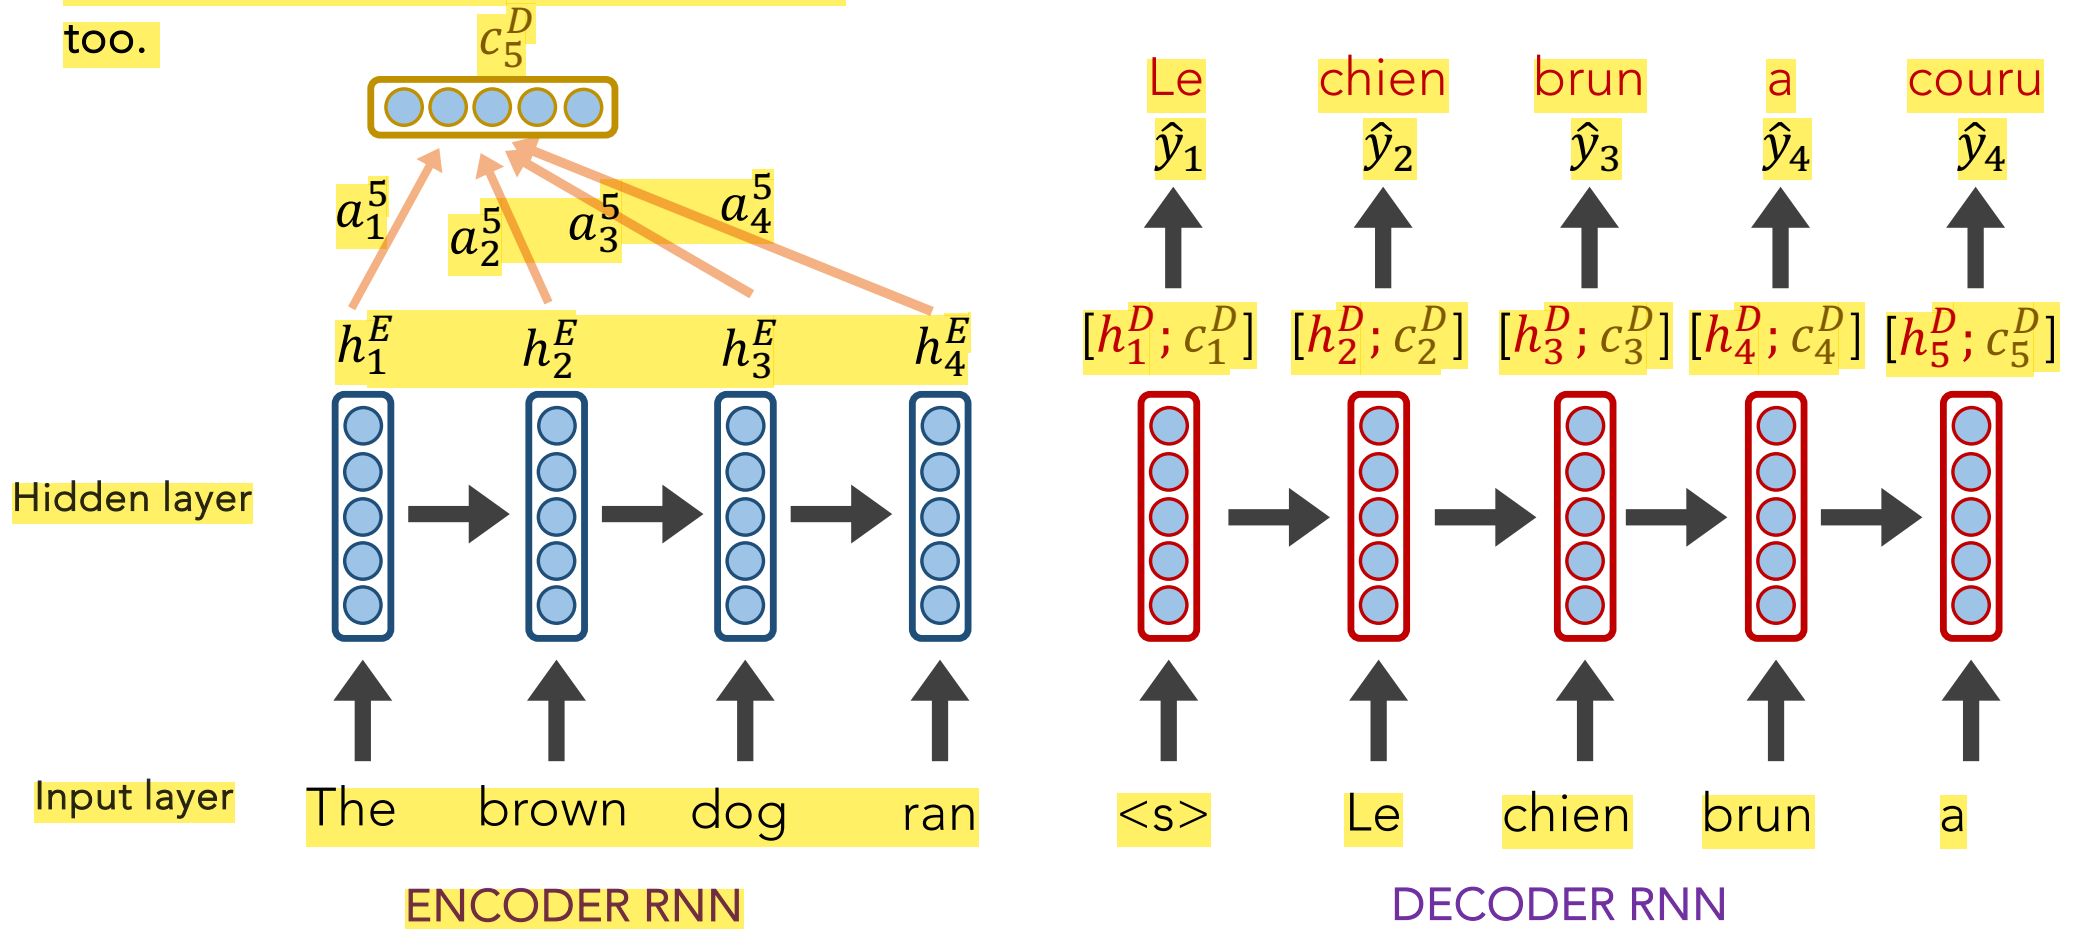 too.
c_5^D
Le chien brun a couru
ŷ_1 ŷ_2 ŷ_3 ŷ_4 ŷ_4
a_1^5 a_2^5 a_3^5 a_4^5
h_1^E h_2^E h_3^E h_4^E
[h_1^D; c_1^D] [h_2^D; c_2^D] [h_3^D; c_3^D] [h_4^D; c_4^D] [h_5^D; c_5^D]
Hidden layer
Input layer
The brown dog ran
<s> Le chien brun a
ENCODER RNN
DECODER RNN